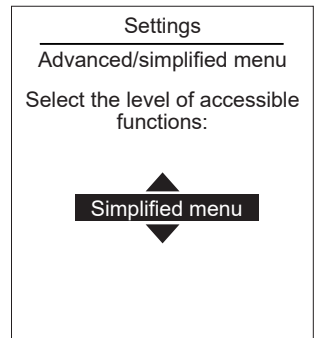 Settings
Advanced/simplified menu
Select the level of accessible
functions:
Simplified menu